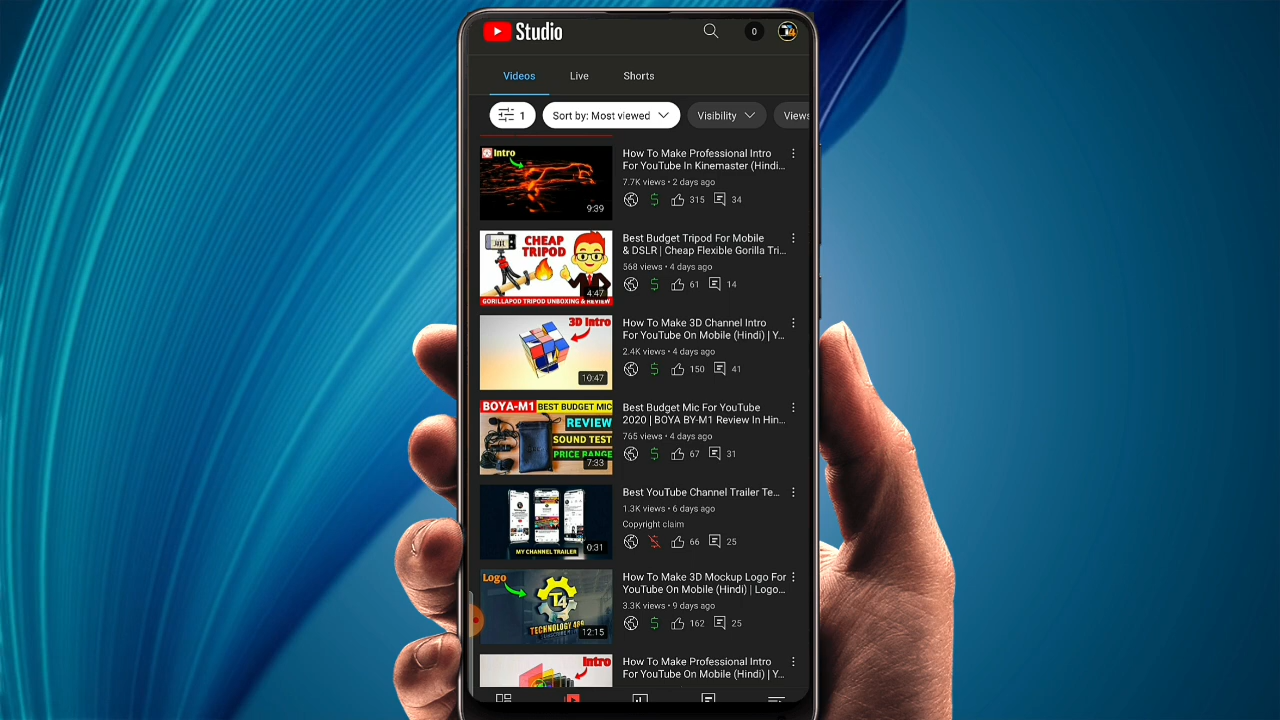 Studio
0
Videos
Live
Shorts
1
Sort by: Most viewed
Visibility
Views
Intro
9:39
How To Make Professional Intro
For YouTube In Kinemaster (Hindi...
7.7K views • 2 days ago
315
34
CHEAP
TRIPOD
4:47
GORILLAPOD TRIPOD UNBOXING & REVIEW
Best Budget Tripod For Mobile
& DSLR | Cheap Flexible Gorilla Tri...
568 views • 4 days ago
61
14
3D Intro
10:47
How To Make 3D Channel Intro
For YouTube On Mobile (Hindi) | Y...
2.4K views • 4 days ago
150
41
BOYA-M1 BEST BUDGET MIC
REVIEW
SOUND TEST
PRICE RANGE
7:33
Best Budget Mic For YouTube
2020 | BOYA BY-M1 Review In Hin...
765 views • 4 days ago
67
31
MY CHANNEL TRAILER
0:31
Best YouTube Channel Trailer Te...
1.3K views • 6 days ago
Copyright claim
66
25
Logo
T4
TECHNOLOGY 489
12:15
How To Make 3D Mockup Logo For
YouTube On Mobile (Hindi) | Logo...
3.3K views • 9 days ago
162
25
Intro
How To Make Professional Intro
For YouTube On Mobile (Hindi) | Y...